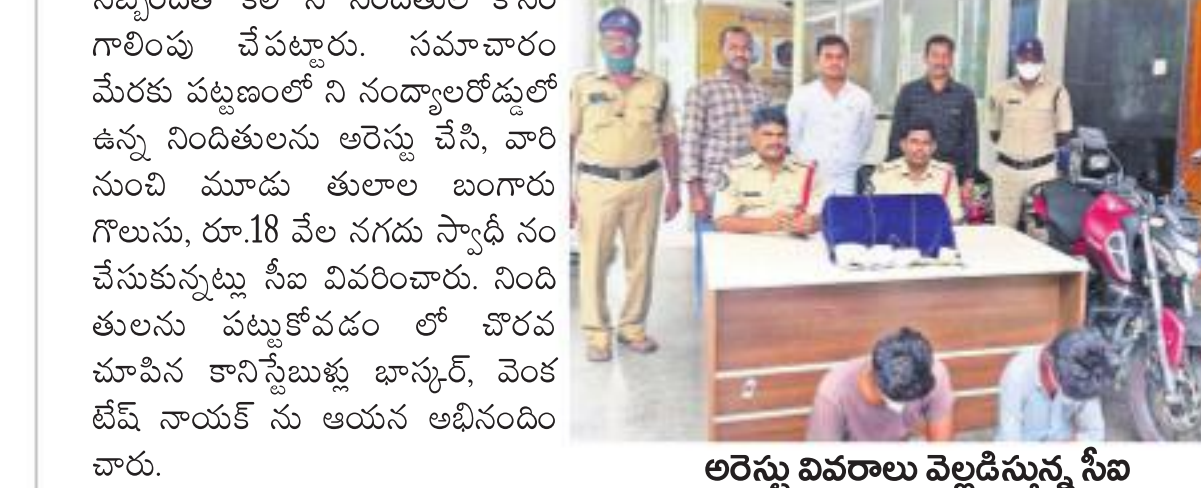 గాలింపు చేపట్టారు. సమాచారం
మేరకు పట్టణంలో ని నంద్యాలరోడ్డులో
ఉన్న నిందితులను అరెస్టు చేసి, వారి
నుంచి మూడు తులాల బంగారు
గొలుసు, రూ.18 వేల నగదు స్వాధీ నం
చేసుకున్నట్లు సీఐ వివరించారు. నింది
తులను పట్టుకోవడం లో చొరవ
చూపిన కానిస్టేబుళ్లు భాస్కర్, వెంక
టేష్ నాయక్ ను ఆయన అభినందిం
చారు.
అరెస్టు వివరాలు వెల్లడిస్తున్న సీఐ